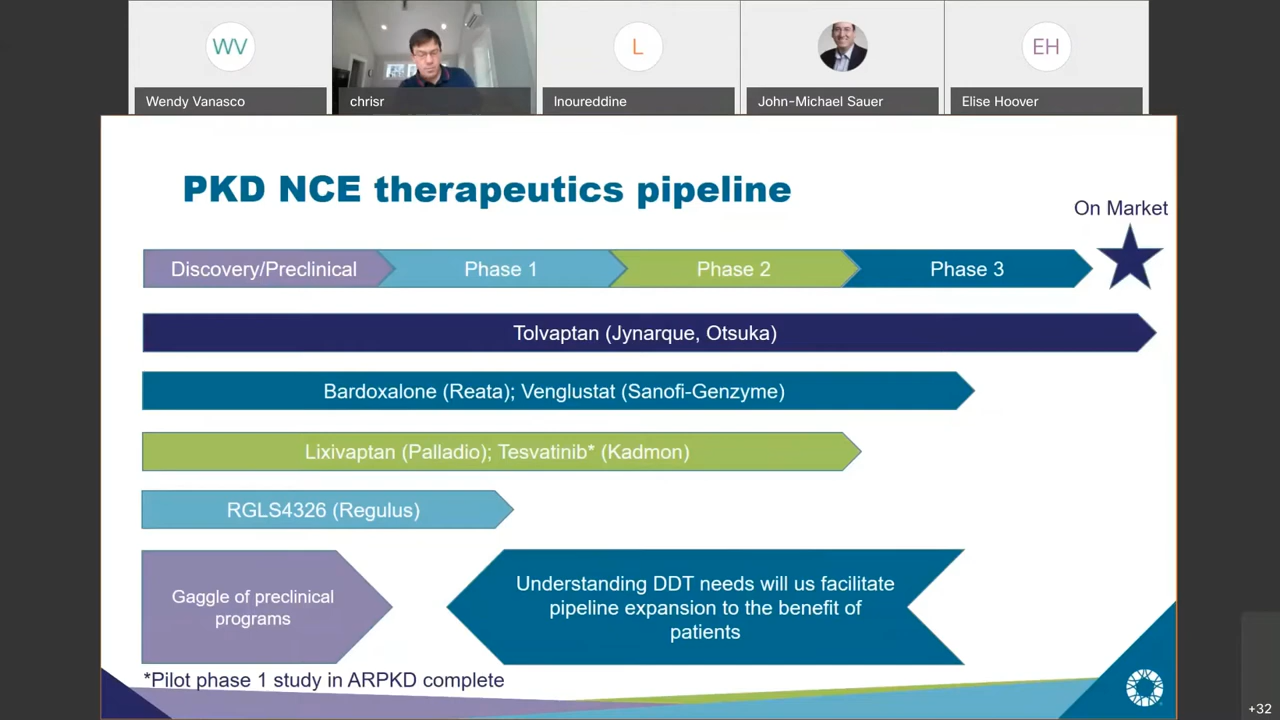 WV
L
EH
Wendy Vanasco
chrisr
lnoureddine
John-Michael Sauer
Elise Hoover
PKD NCE therapeutics pipeline
On Market
Discovery/Preclinical
Phase 1
Phase 2
Phase 3
Tolvaptan (Jynarque, Otsuka)
Bardoxalone (Reata); Venglustat (Sanofi-Genzyme)
Lixivaptan (Palladio); Tesvatinib* (Kadmon)
RGLS4326 (Regulus)
Gaggle of preclinical
programs
Understanding DDT needs will us facilitate
pipeline expansion to the benefit of
patients
*Pilot phase 1 study in ARPKD complete
+32